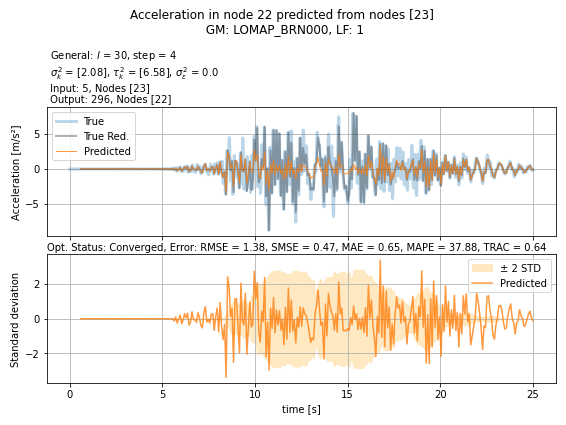 Acceleration in node 22 predicted from nodes [23]
GM: LOMAP_BRN000, LF: 1
General: l = 30, step = 4
σ²ₖ = [2.08], τ²ₖ = [6.58], σ²ε = 0.0
Input: 5, Nodes [23]
Output: 296, Nodes [22]
Acceleration [m/s²]
5
0
−5
True
True Red.
Predicted
Opt. Status: Converged, Error: RMSE = 1.38, SMSE = 0.47, MAE = 0.65, MAPE = 37.88, TRAC = 0.64
Standard deviation
2
0
−2
± 2 STD
Predicted
0 5 10 15 20 25
time [s]